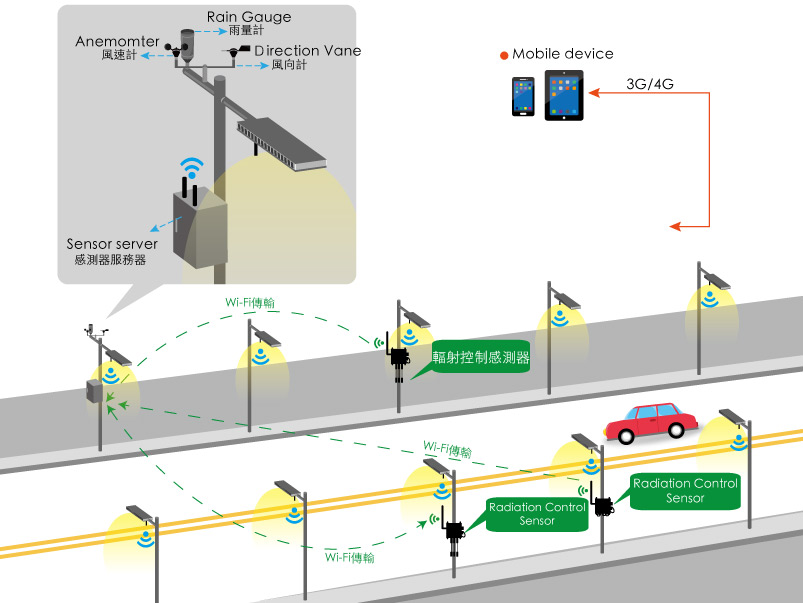 Rain Gauge
雨量計
Anemomter
風速計
Direction Vane
風向計
Mobile device
3G/4G
Sensor server
感測器服務器
Wi-Fi傳輸
輻射控制感測器
Wi-Fi傳輸
Radiation Control
Sensor
Radiation Control
Sensor
Wi-Fi傳輸